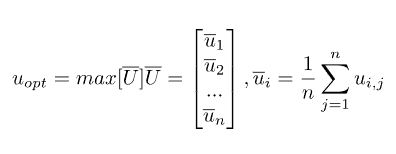 $u_{opt} = max[\overline{U}]\overline{U} = \begin{bmatrix} \overline{u}_1 \\ \overline{u}_2 \\ ... \\ \overline{u}_n \end{bmatrix}, \overline{u}_i = \frac{1}{n} \sum_{j=1}^{n} u_{i,j}$